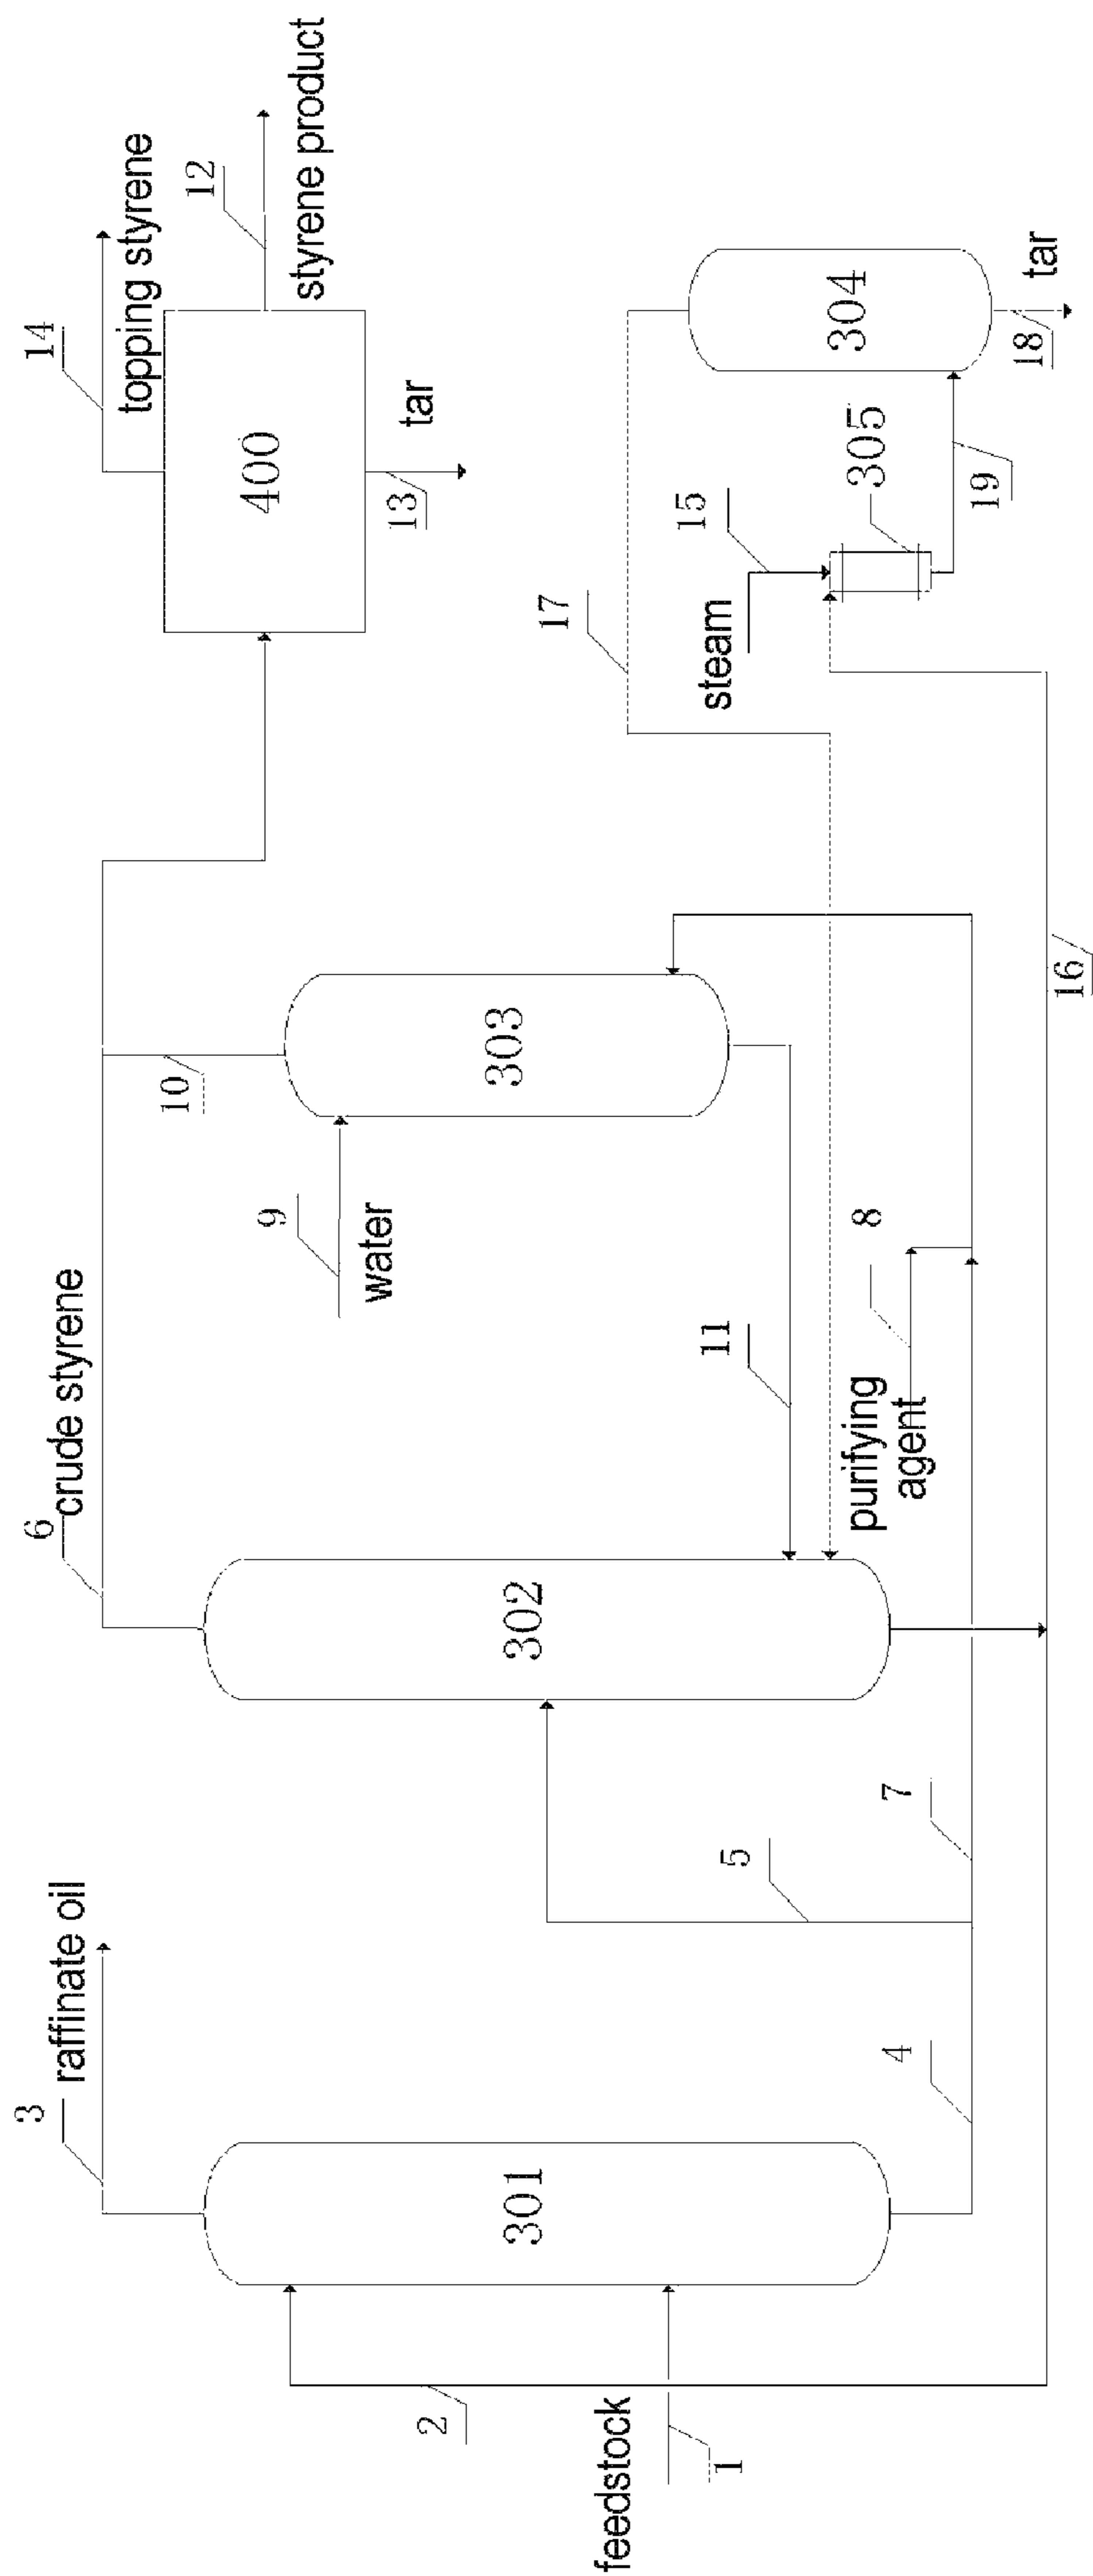 3
raffinate oil
6
crude styrene
14
topping styrene
10
12
styrene product
400
9
water
13
tar
2
301
302
303
17
15
steam
304
305
feedstock
1
5
11
purifying
agent
8
4
7
19
18
tar
16